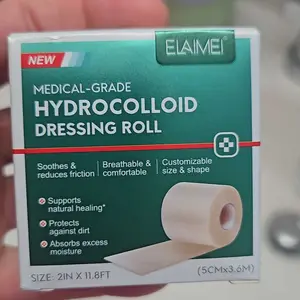 ELAIMEI
NEW
MEDICAL-GRADE
HYDROCOLLOID
DRESSING ROLL
Soothes &
reduces friction
Breathable &
comfortable
Customizable
size & shape
Supports
natural healing*
Protects
against dirt
Absorbs excess
moisture
SIZE: 2IN X 11.8FT
(5CMx3.6M)